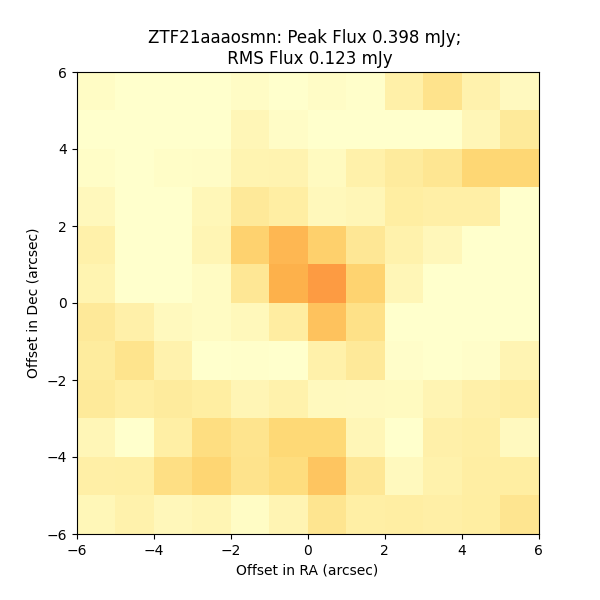 ZTF21aaaosmn: Peak Flux 0.398 mJy;
RMS Flux 0.123 mJy
6
4
2
0
−2
−4
−6
Offset in Dec (arcsec)
−6 −4 −2 0 2 4 6
Offset in RA (arcsec)